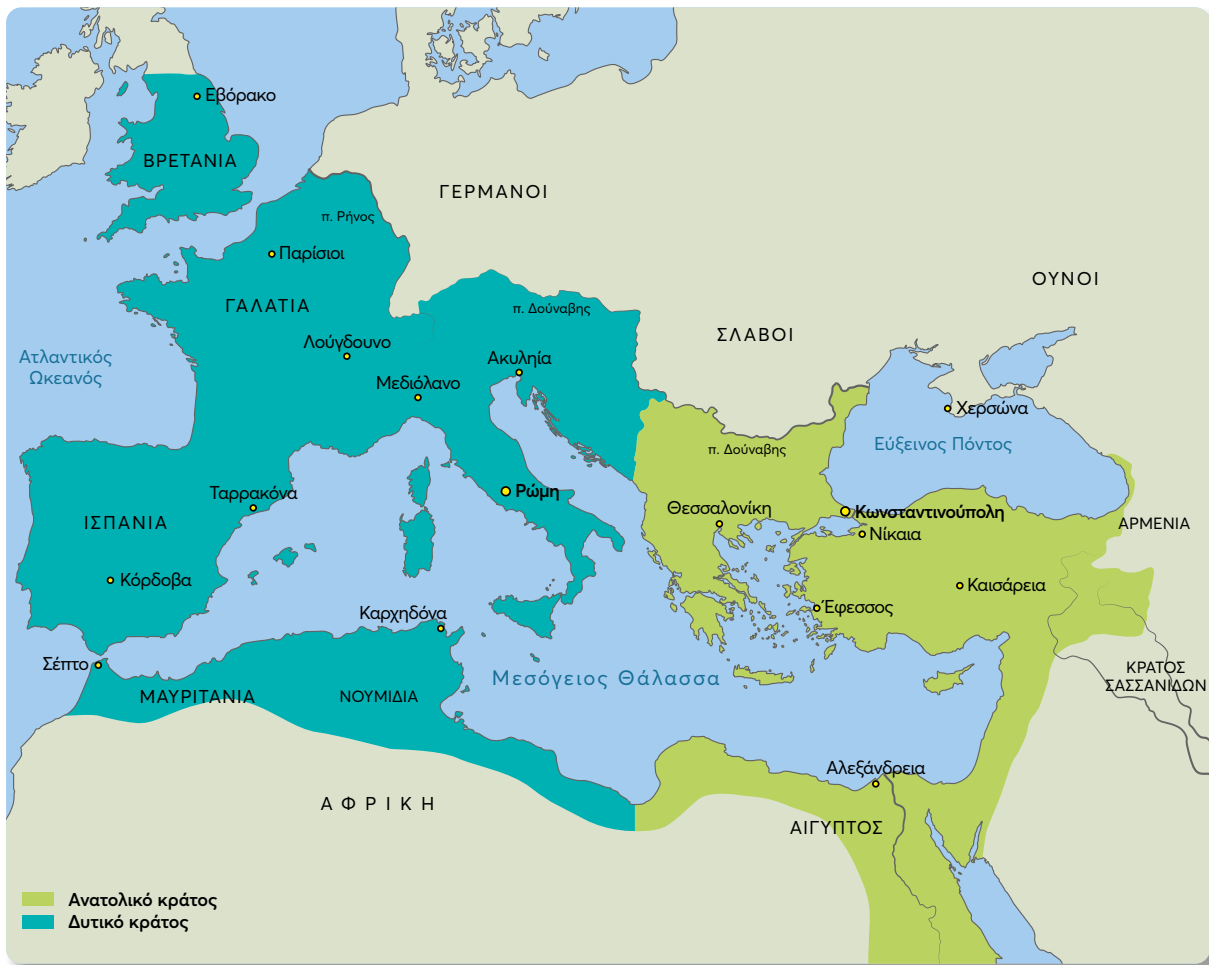 Εβόρακο
ΒΡΕΤΑΝΙΑ
ΓΕΡΜΑΝΟΙ
π. Ρήνος
Παρίσιοι
ΟΥΝΟΙ
ΓΑΛΑΤΙΑ
π. Δούναβης
ΣΛΑΒΟΙ
Λούγδουνο
Ατλαντικός
Ωκεανός
Ακυληία
Μεδιόλανο
Χερσώνα
Εύξεινος Πόντος
π. Δούναβης
Ταρρακόνα
Ρώμη
ΙΣΠΑΝΙΑ
Θεσσαλονίκη
Κωνσταντινούπολη
ΑΡΜΕΝΙΑ
Νίκαια
Κόρδοβα
Καισάρεια
Καρχηδόνα
Έφεσσος
Σέπτο
Μεσόγειος Θάλασσα
ΚΡΑΤΟΣ
ΣΑΣΣΑΝΙΔΩΝ
ΜΑΥΡΙΤΑΝΙΑ
ΝΟΥΜΙΔΙΑ
Αλεξάνδρεια
ΑΦΡΙΚΗ
ΑΙΓΥΠΤΟΣ
Ανατολικό κράτος
Δυτικό κράτος